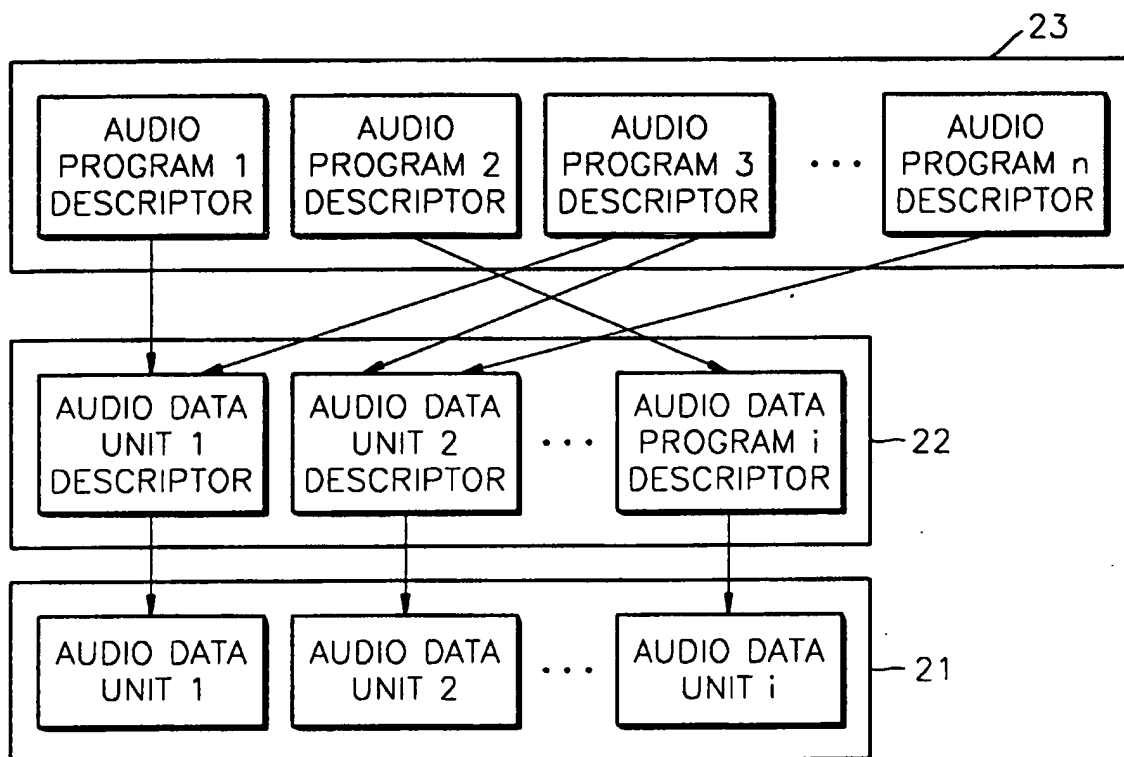 23
AUDIO
PROGRAM 1
DESCRIPTOR
AUDIO
PROGRAM 2
DESCRIPTOR
AUDIO
PROGRAM 3
DESCRIPTOR
...
AUDIO
PROGRAM n
DESCRIPTOR
AUDIO DATA
UNIT 1
DESCRIPTOR
AUDIO DATA
UNIT 2
DESCRIPTOR
...
AUDIO DATA
PROGRAM i
DESCRIPTOR
22
AUDIO DATA
UNIT 1
AUDIO DATA
UNIT 2
...
AUDIO DATA
UNIT i
21